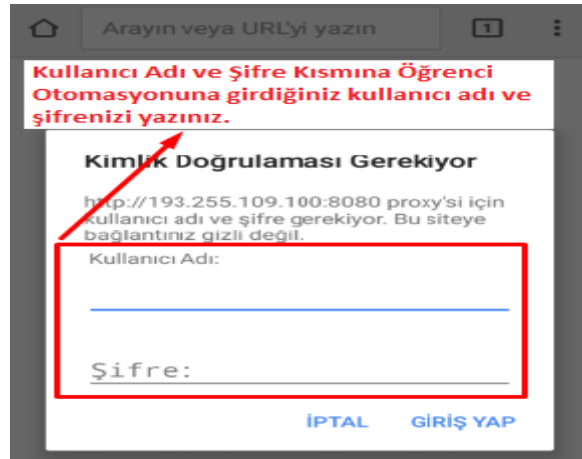 Arayın veya URL'yi yazın
1
Kullanıcı Adı ve Şifre Kısmına Öğrenci
Otomasyonuna girdiğiniz kullanıcı adı ve
şifrenizi yazınız.
Kimlik Doğrulaması Gerekiyor
http://193.255.109.100:8080 proxy'si için
kullanıcı adı ve şifre gerekiyor. Bu siteye
bağlantınız gizli değil.
Kullanıcı Adı:
Şifre:
İPTAL GİRİŞ YAP